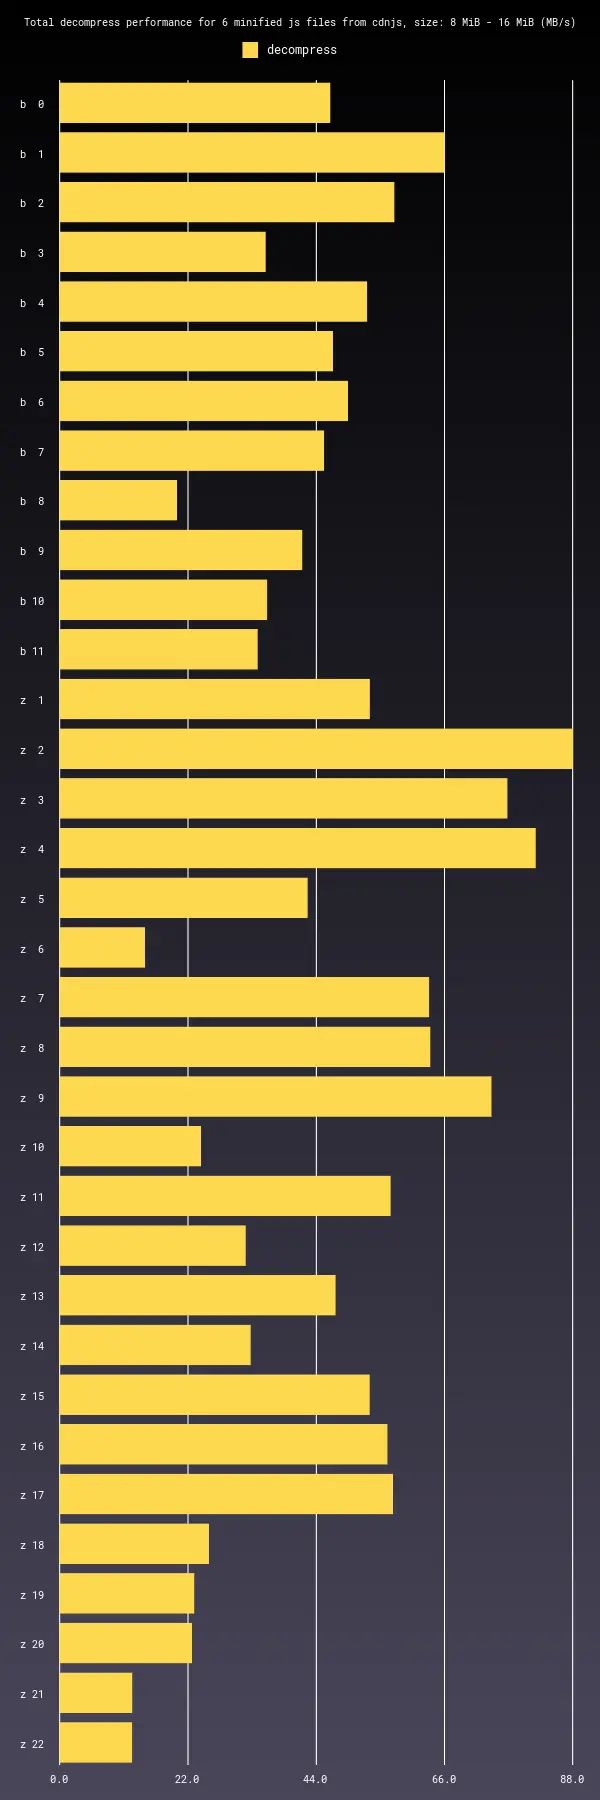 Total decompress performance for 6 minified js files from cdnjs, size: 8 MiB - 16 MiB (MB/s)
decompress
b 0
b 1
b 2
b 3
b 4
b 5
b 6
b 7
b 8
b 9
b 10
b 11
z 1
z 2
z 3
z 4
z 5
z 6
z 7
z 8
z 9
z 10
z 11
z 12
z 13
z 14
z 15
z 16
z 17
z 18
z 19
z 20
z 21
z 22
0.0 22.0 44.0 66.0 88.0